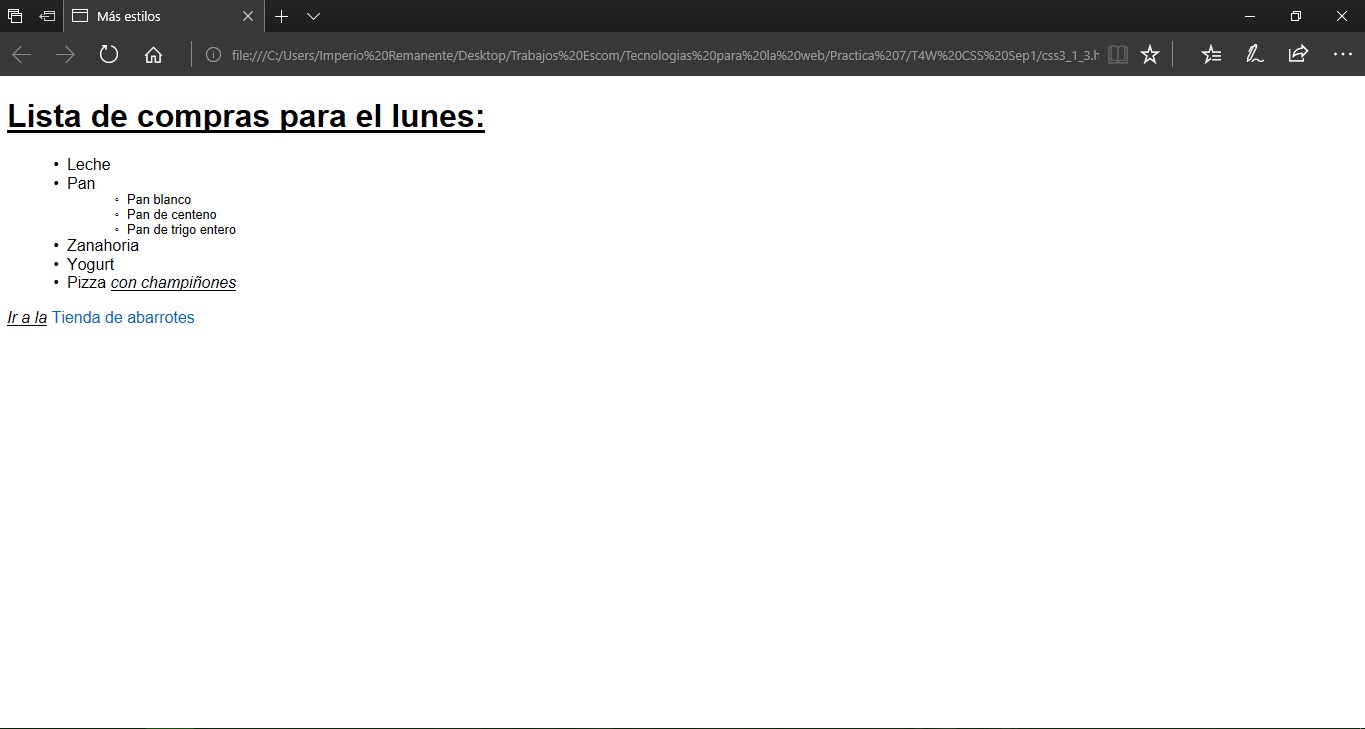 Más estilos
file:///C:/Users/Imperio%20Remanente/Desktop/Trabajos%20Escom/Tecnologias%20para%20la%20web/Practica%207/T4W%20CSS%20Sep1/css3_1_3.h
Lista de compras para el lunes:
• Leche
• Pan
◦ Pan blanco
◦ Pan de centeno
◦ Pan de trigo entero
• Zanahoria
• Yogurt
• Pizza con champiñones
Ir a la Tienda de abarrotes